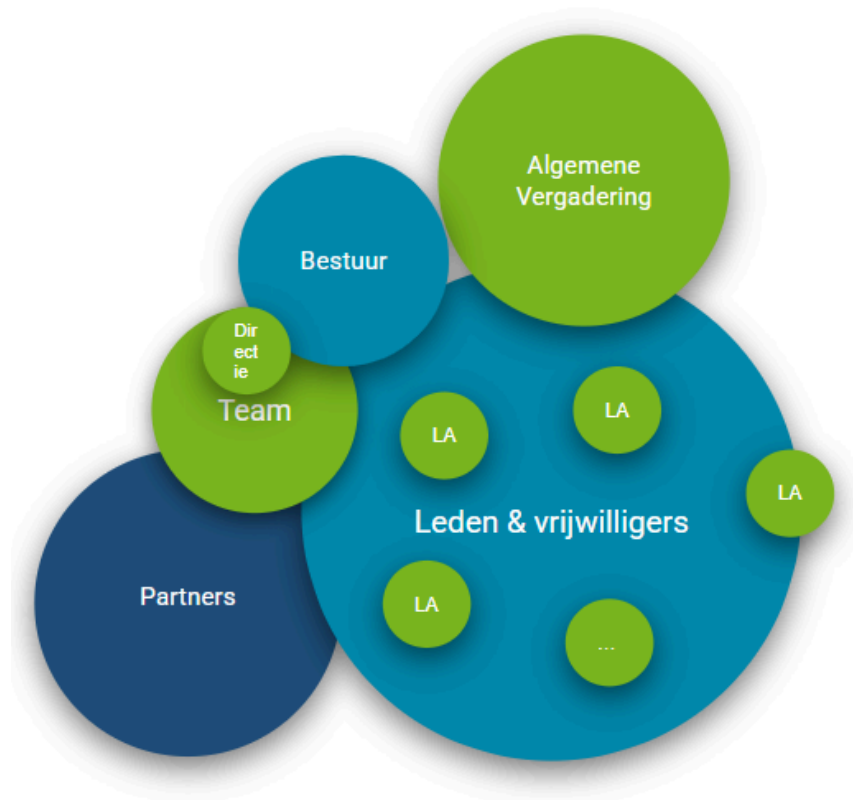 Algemene
Vergadering
Bestuur
Dir
ect
ie
Team
LA
LA
LA
Leden & vrijwilligers
Partners
LA
...